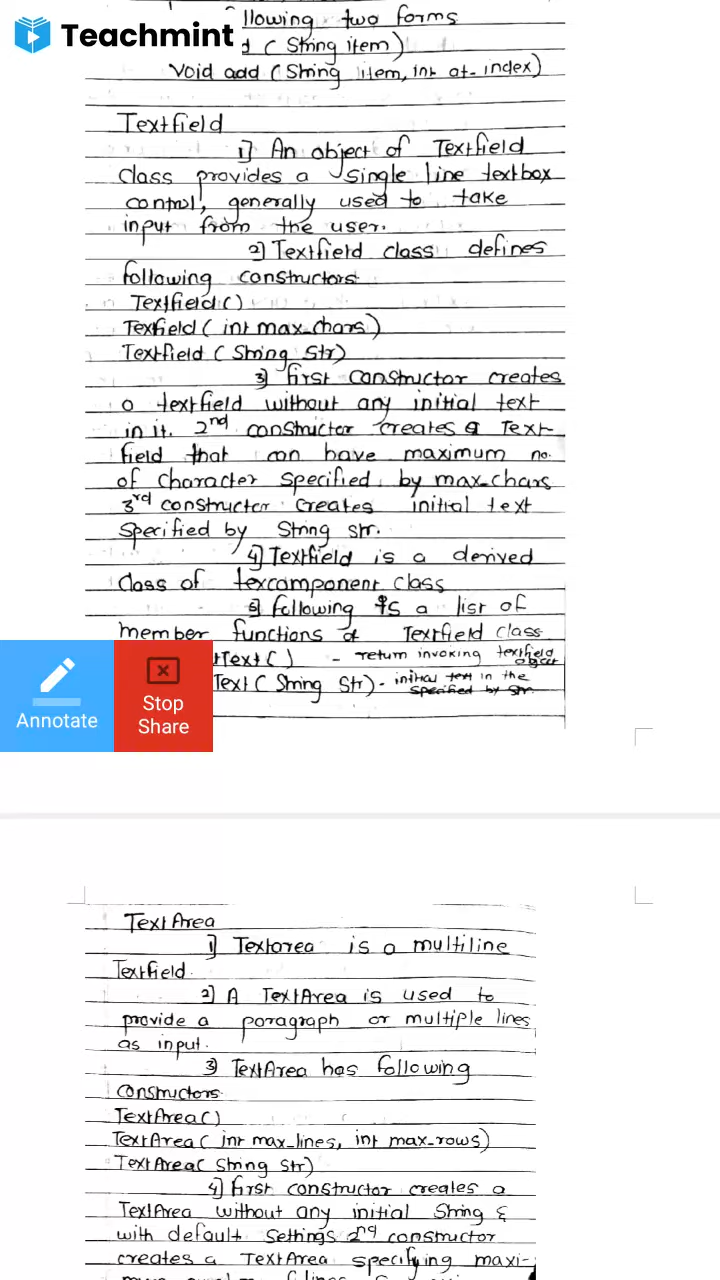 Teachmint
llowing two forms
d ( String item)
Void add ( String item, int at-index)
Textfield
1] An object of Textfield
Class provides a single line textbox
control, generally used to take
input from the user.
2] Textfield class defines
following constructors
Textfield ( )
Texfield ( int max_chars)
Textfield ( String Str)
3] first constructor creates
a textfield without any initial text
in it. 2nd constructor creates a Text-
field that can have maximum no.
of character specified by max_chars
3rd constructor creates initial text
specified by String str.
4] Textfield is a derived
class of texcomponent class
5] following is a list of
member functions of Textfield class
tText ( ) - return invoking textfield
object
Text ( String Str) - initial text in the
specified by str.
Annotate
Stop
Share
Text Area
1] Textarea is a multiline
Textfield.
2] A TextArea is used to
provide a paragraph or multiple lines
as input.
3] TextArea has following
constructors
TextArea ( )
TextArea ( int max_lines, int max_rows)
TextArea( String Str)
4] first constructor creates a
TextArea without any initial String &
with default Settings 2nd constructor
creates a TextArea specifying maxi-